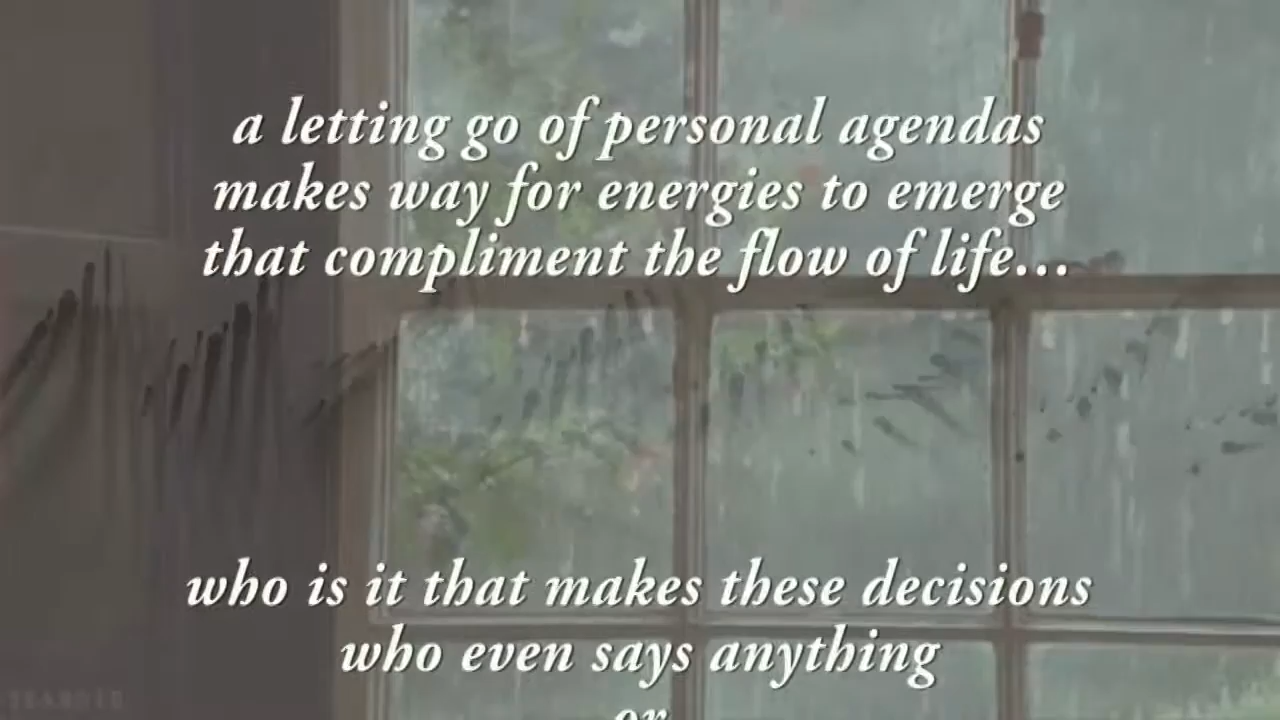 a letting go of personal agendas
makes way for energies to emerge
that compliment the flow of life...
who is it that makes these decisions
who even says anything
or